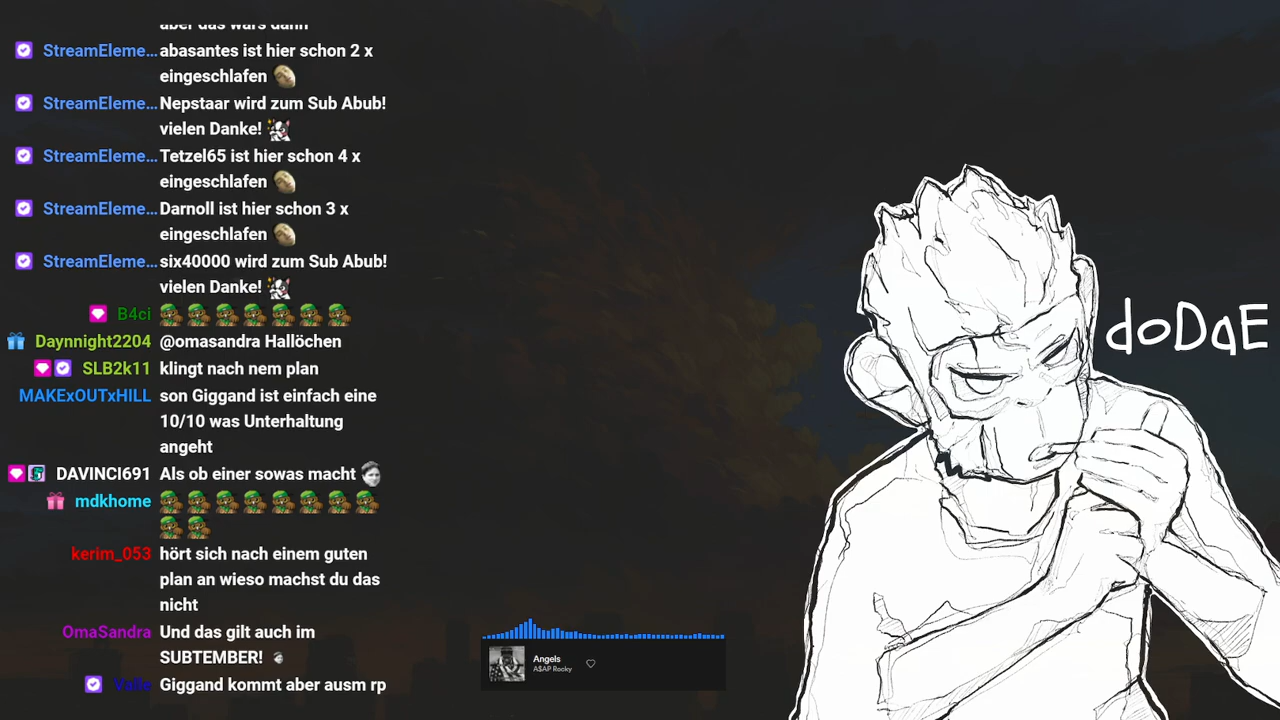 aber das wars dann
StreamEleme... abasantes ist hier schon 2 x
eingeschlafen
StreamEleme... Nepstaar wird zum Sub Abub!
vielen Danke!
StreamEleme... Tetzel65 ist hier schon 4 x
eingeschlafen
StreamEleme... Darnoll ist hier schon 3 x
eingeschlafen
StreamEleme... six40000 wird zum Sub Abub!
vielen Danke!
B4ci
Daynnight2204 @omasandra Hallöchen
SLB2k11 klingt nach nem plan
MAKExOUTxHILL son Giggand ist einfach eine
10/10 was Unterhaltung
angeht
DAVINCI691 Als ob einer sowas macht
mdkhome
kerim_053 hört sich nach einem guten
plan an wieso machst du das
nicht
OmaSandra Und das gilt auch im
SUBTEMBER!
Giggand kommt aber ausm rp
doDaE
Angels
A$AP Rocky